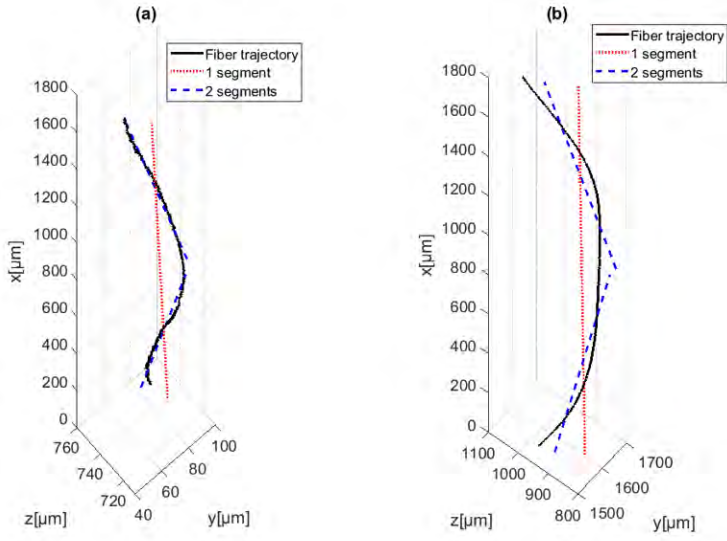 (a)
Fiber trajectory
1 segment
2 segments
1800
1600
1400
1200
1000
800
600
400
200
0
x[µm]
760
740
720
z[µm]
40
60
80
100
y[µm]
(b)
Fiber trajectory
1 segment
2 segments
1800
1600
1400
1200
1000
800
600
400
200
0
x[µm]
1100
1000
900
800
z[µm]
1500
1600
1700
y[µm]